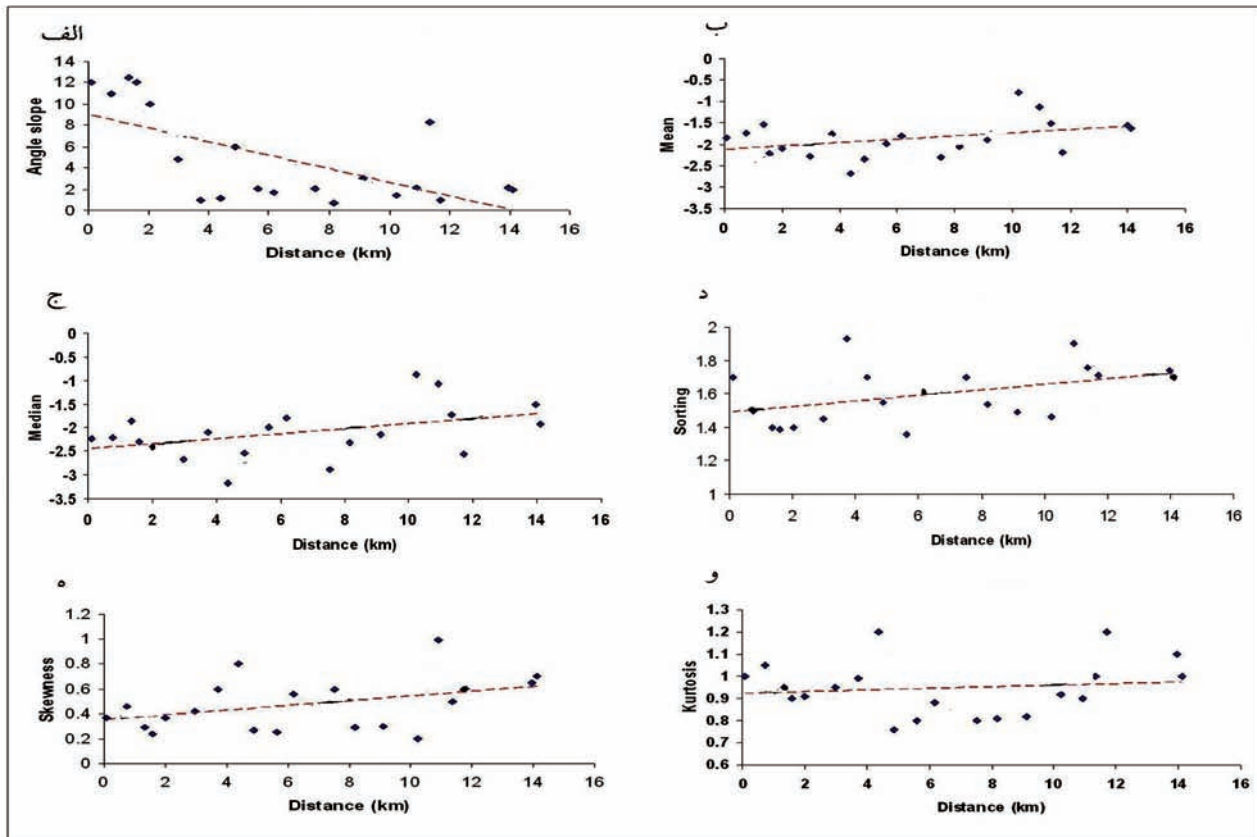 الف
14
12
10
8
6
4
2
0
Angle slope
0 2 4 6 8 10 12 14 16
Distance (km)
ب
0
-0.5
-1
-1.5
-2
-2.5
-3
-3.5
Mean
0 2 4 6 8 10 12 14 16
Distance (km)
ج
0
-0.5
-1
-1.5
-2
-2.5
-3
-3.5
Median
0 2 4 6 8 10 12 14 16
Distance (km)
د
2
1.8
1.6
1.4
1.2
1
Sorting
0 2 4 6 8 10 12 14 16
Distance (km)
ه
1.2
1
0.8
0.6
0.4
0.2
0
Skewness
0 2 4 6 8 10 12 14 16
Distance (km)
و
1.3
1.2
1.1
1
0.9
0.8
0.7
0.6
Kurtosis
0 2 4 6 8 10 12 14 16
Distance (km)